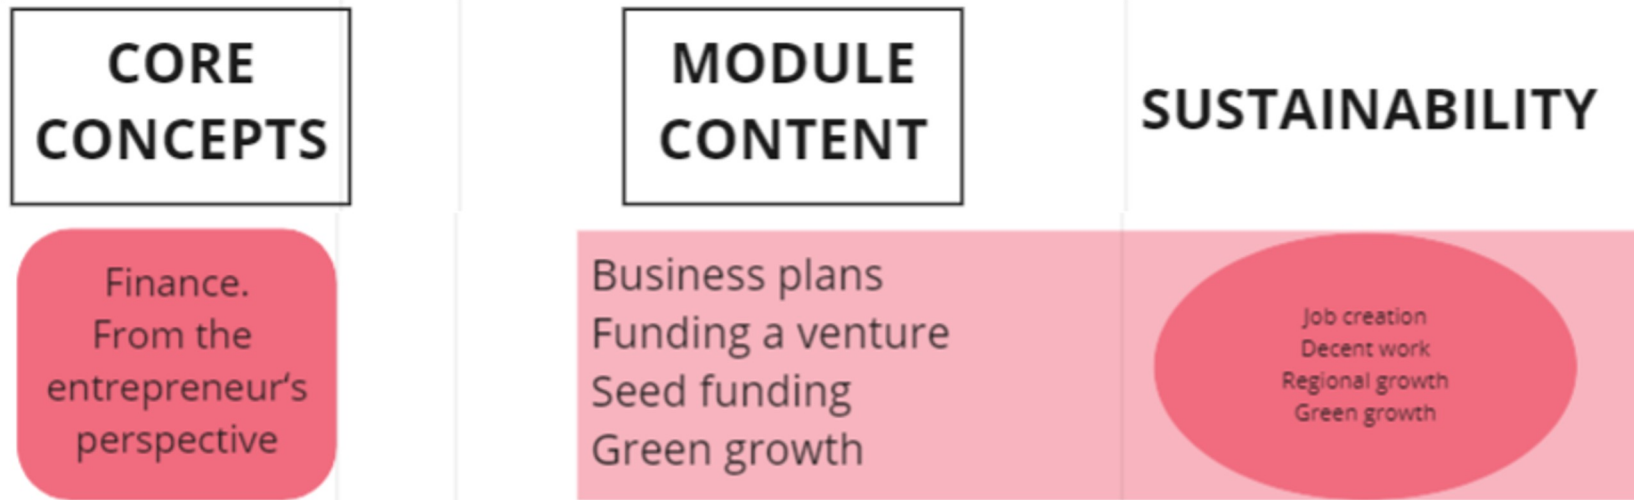 CORE
CONCEPTS
MODULE
CONTENT
SUSTAINABILITY
Finance.
From the
entrepreneur‘s
perspective
Business plans
Funding a venture
Seed funding
Green growth
Job creation
Decent work
Regional growth
Green growth